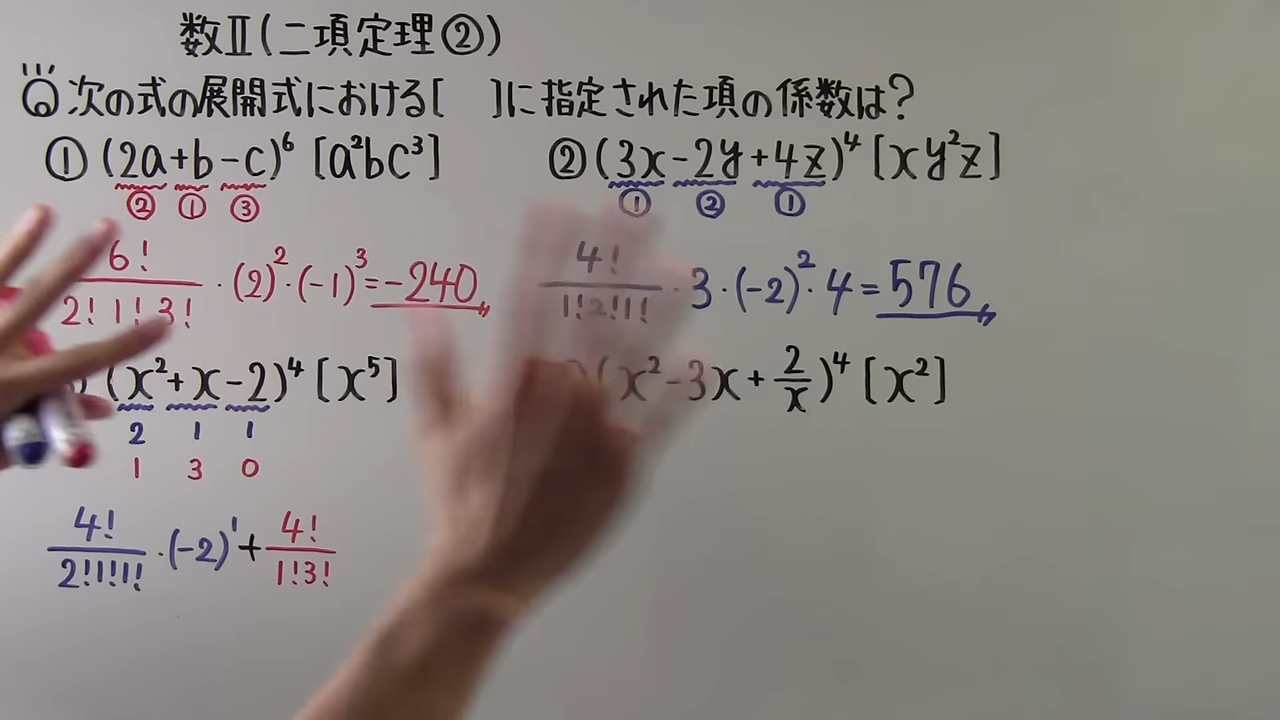 数Ⅱ(二項定理②)
Q 次の式の展開式における[ ]に指定された項の係数は?
① (2a+b-c)⁶ [a²bc³]
② ① ③
6!/2!1!3! ・(2)²・(-1)³=-240
② (3x-2y+4z)⁴ [xy²z]
① ② ①
4!/1!2!1! ・3・(-2)²・4=576
(x²+x-2)⁴ [x⁵]
2 1 1
1 3 0
4!/2!1!1! ・(-2)¹+4!/1!3!
(x²-3x+2/x)⁴ [x²]